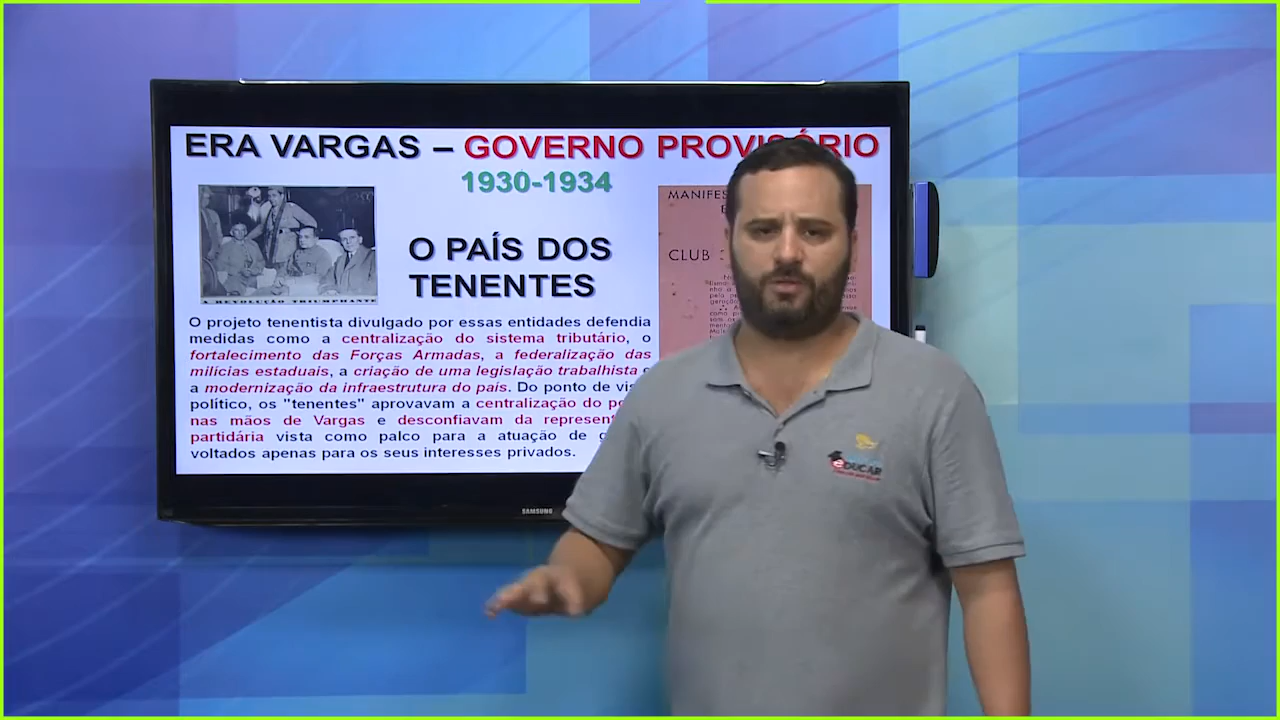 ERA VARGAS – GOVERNO PROVISÓRIO
1930-1934
A REVOLUÇÃO TRIUMPHANTE
O PAÍS DOS
TENENTES
O projeto tenentista divulgado por essas entidades defendia
medidas como a centralização do sistema tributário, o
fortalecimento das Forças Armadas, a federalização das
milícias estaduais, a criação de uma legislação trabalhista e
a modernização da infraestrutura do país. Do ponto de
político, os "tenentes" aprovavam a centralização do
nas mãos de Vargas e desconfiavam da
partidária vista como palco para a atuação de
voltados apenas para os seus interesses privados.
CLUB
SAMSUNG
EDUCAR